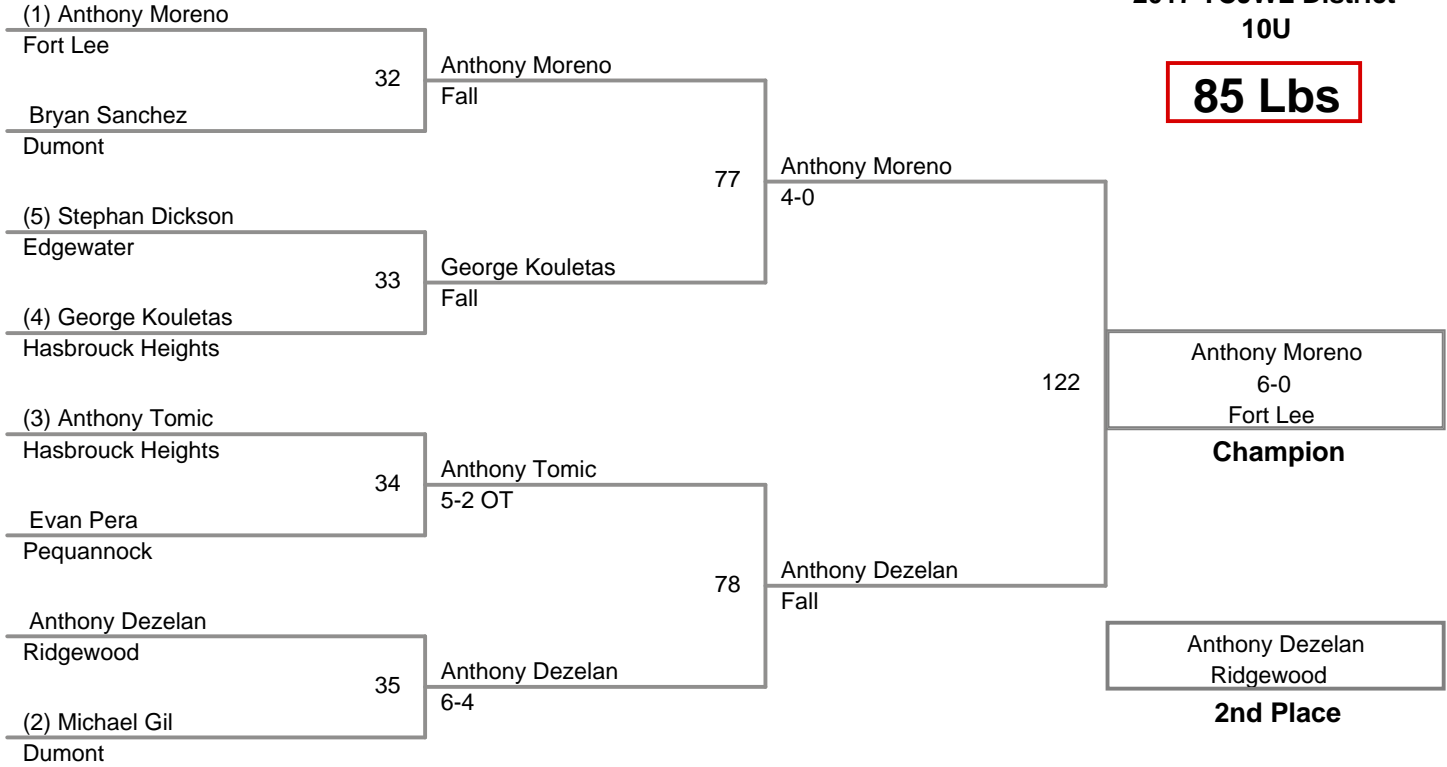 (1) Anthony Moreno
Fort Lee
32
Bryan Sanchez
Dumont
(5) Stephan Dickson
Edgewater
33
(4) George Kouletas
Hasbrouck Heights
(3) Anthony Tomic
Hasbrouck Heights
34
Evan Pera
Pequannock
Anthony Dezelan
Ridgewood
35
(2) Michael Gil
Dumont
Anthony Moreno
Fall
77
George Kouletas
Fall
Anthony Tomic
5-2 OT
78
Anthony Dezelan
6-4
Anthony Moreno
4-0
122
Anthony Dezelan
Fall
District
10U
85 Lbs
Anthony Moreno
6-0
Fort Lee
Champion
Anthony Dezelan
Ridgewood
2nd Place